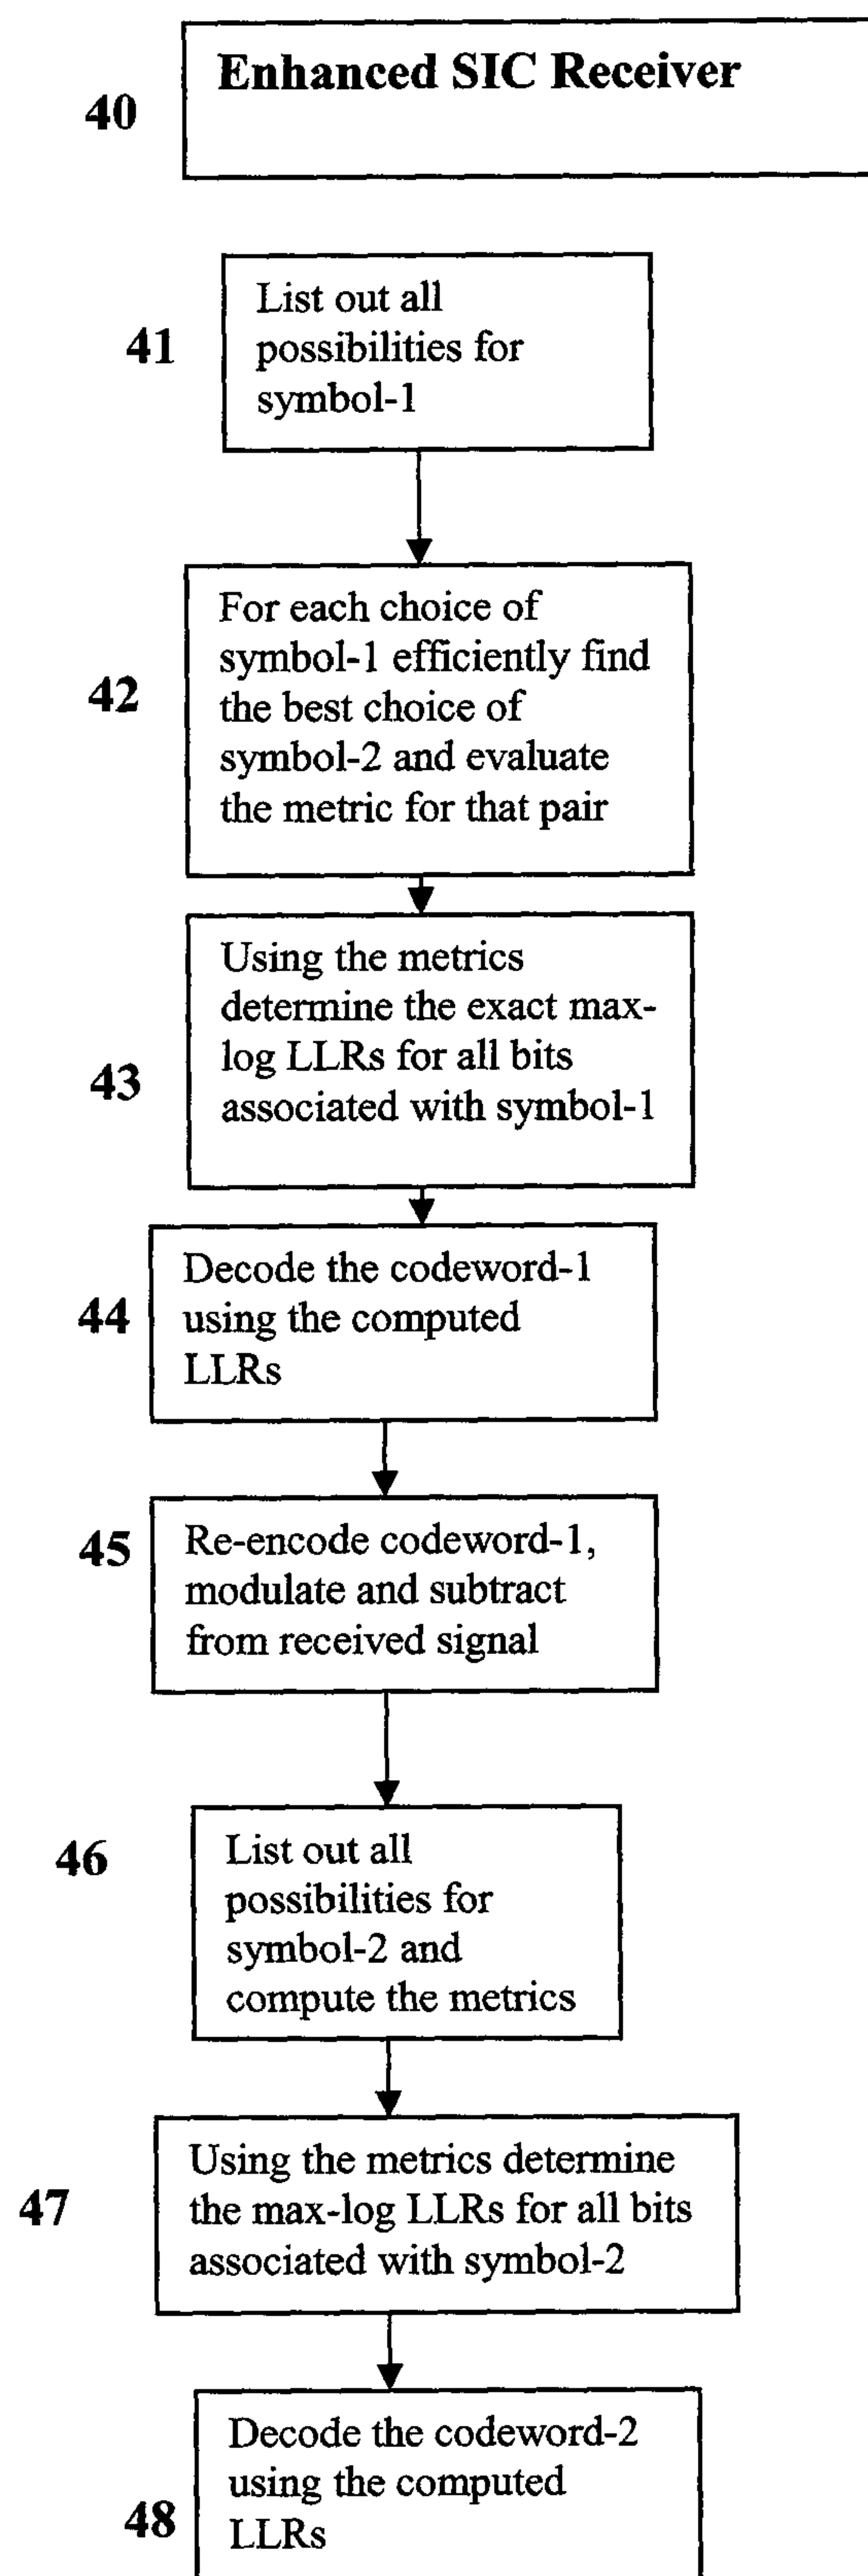 Enhanced SIC Receiver
40
List out all
possibilities for
symbol-1
41
For each choice of
symbol-1 efficiently find
the best choice of
symbol-2 and evaluate
the metric for that pair
42
Using the metrics
determine the exact max-
log LLRs for all bits
associated with symbol-1
43
Decode the codeword-1
using the computed
LLRs
44
Re-encode codeword-1,
modulate and subtract
from received signal
45
List out all
possibilities for
symbol-2 and
compute the metrics
46
Using the metrics determine
the max-log LLRs for all bits
associated with symbol-2
47
Decode the codeword-2
using the computed
LLRs
48